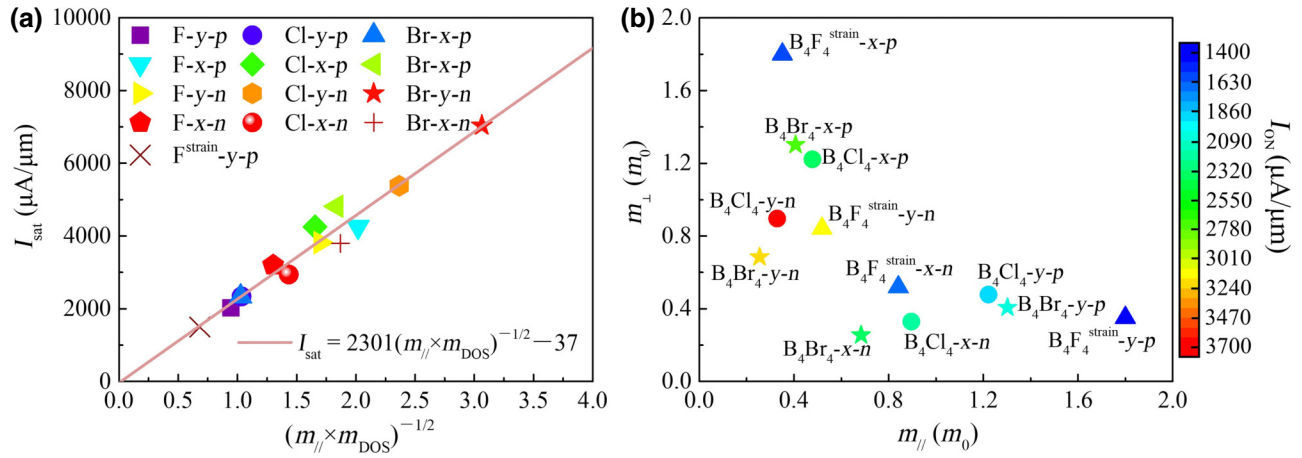 (a)
10000
8000
6000
4000
2000
0
I_sat (μA/μm)
F-y-p Cl-y-p Br-x-p
F-x-p Cl-x-p Br-x-p
F-y-n Cl-y-n Br-y-n
F-x-n Cl-x-n Br-x-n
F^strain-y-p
I_sat = 2301(m_//×m_DOS)^−1/2−37
0.0 0.5 1.0 1.5 2.0 2.5 3.0 3.5 4.0
(m_//×m_DOS)^−1/2
(b)
2.0
1.6
1.2
0.8
0.4
0.0
m_⊥ (m_0)
B₄F₄^strain-x-p
B₄Br₄-x-p
B₄Cl₄-x-p
B₄Cl₄-y-n
B₄F₄^strain-y-n
B₄Br₄-y-n
B₄F₄^strain-x-n
B₄Cl₄-y-p
B₄Br₄-y-p
B₄Br₄-x-n
B₄Cl₄-x-n
B₄F₄^strain-y-p
0.0 0.4 0.8 1.2 1.6 2.0
m_// (m_0)
1400
1630
1860
2090
2320
2550
2780
3010
3240
3470
3700
I_ON (μA/μm)